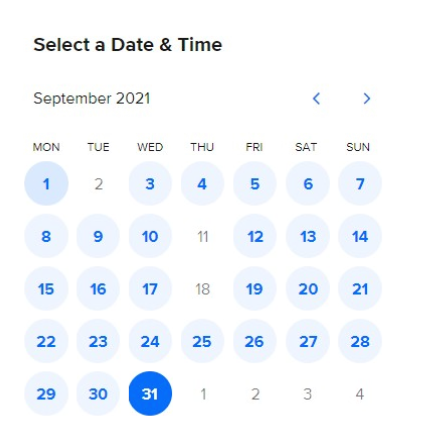 Select a Date & Time
September 2021
MON TUE WED THU FRI SAT SUN
1 2 3 4 5 6 7
8 9 10 11 12 13 14
15 16 17 18 19 20 21
22 23 24 25 26 27 28
29 30 31 1 2 3 4